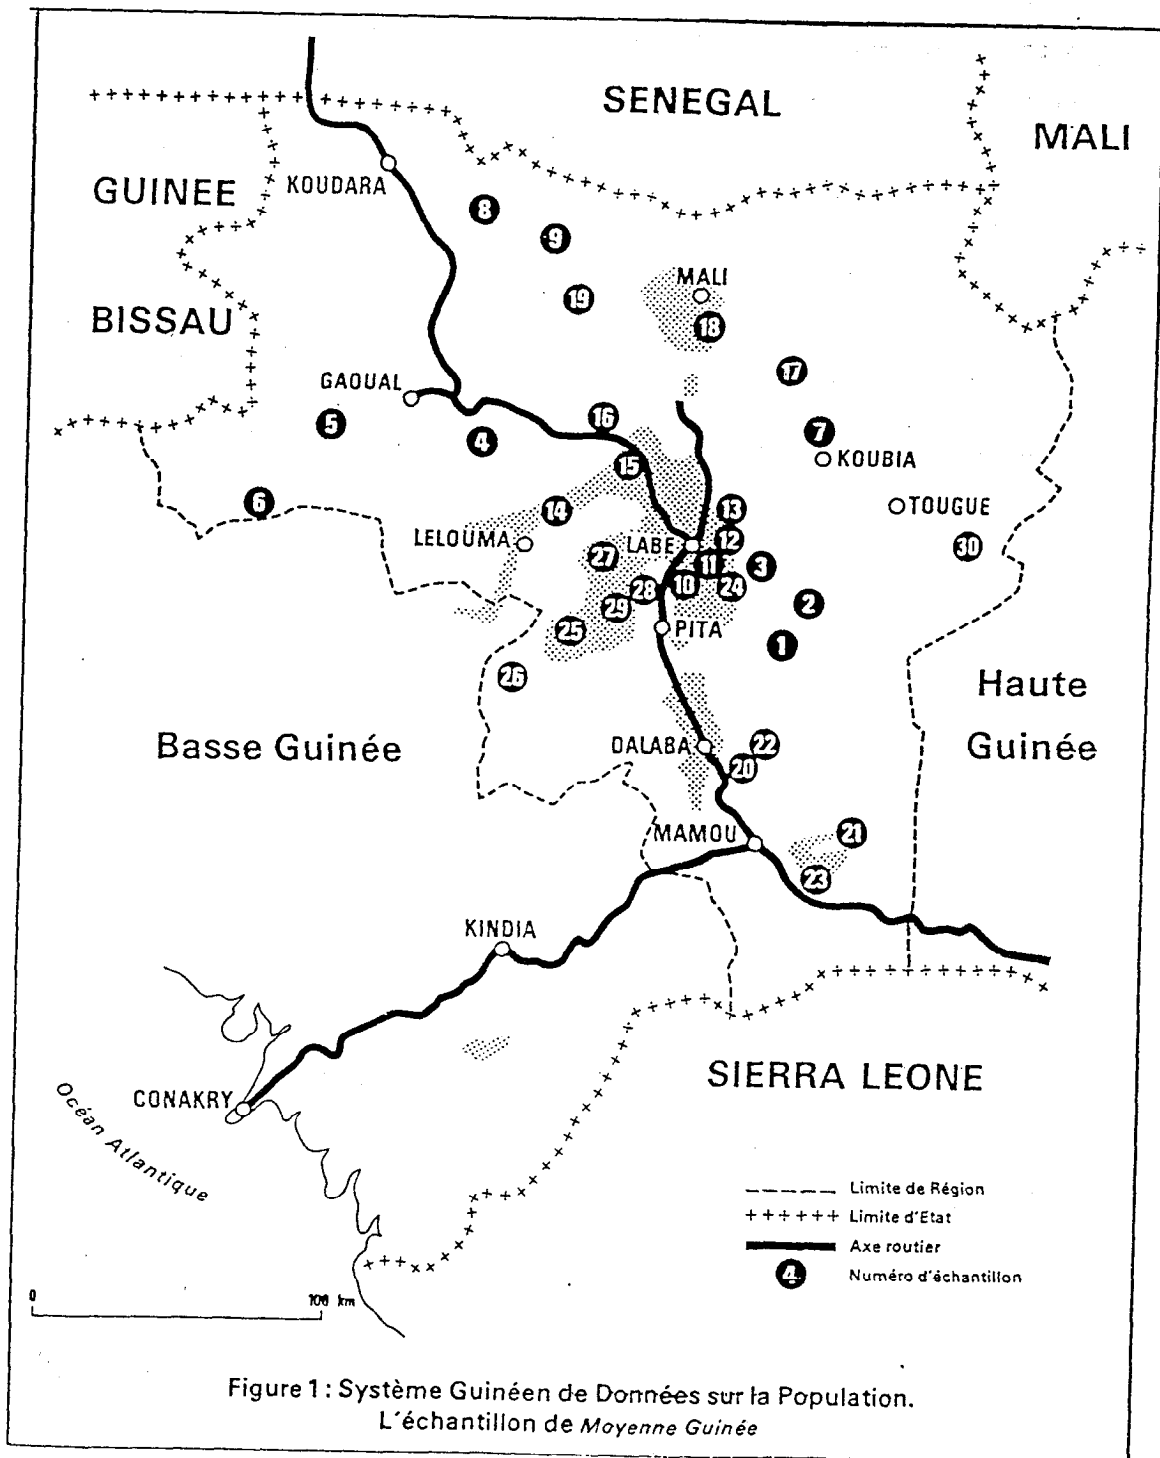 SENEGAL
MALI
GUINEE
KOUDARA
8
9
MALI
19
18
BISSAU
GAOUAL
17
5
16
4
7
KOUBIA
15
6
14
13
TOUGUE
LELOUMA
LABE
12
30
27
11
3
28
10
24
29
2
25
PITA
1
26
Haute
Guinée
Basse Guinée
DALABA
22
20
MAMOU
21
23
KINDIA
SIERRA LEONE
CONAKRY
Océan Atlantique
Limite de Région
++++++ Limite d'Etat
Axe routier
4 Numéro d'échantillon
0 100 km
Figure 1 : Système Guinéen de Données sur la Population.
L'échantillon de Moyenne Guinée